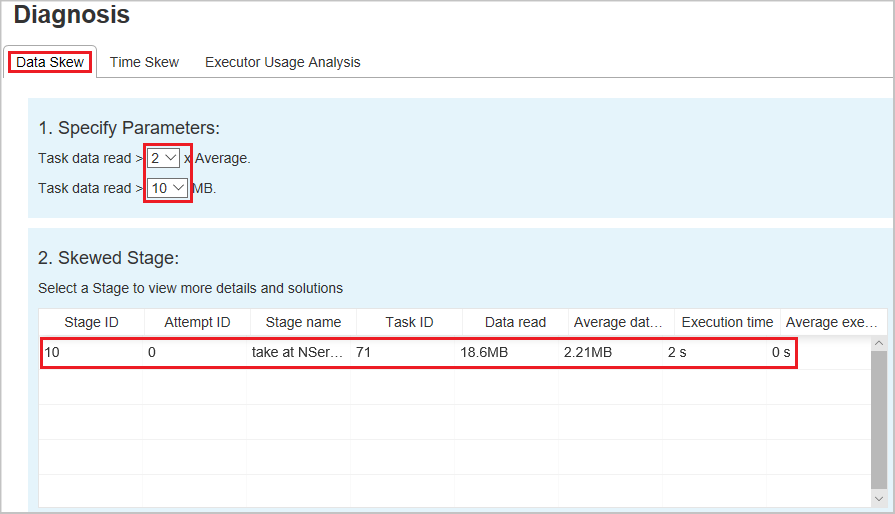 Diagnosis
Data Skew Time Skew Executor Usage Analysis
1. Specify Parameters:
Task data read > 2 x Average.
Task data read > 10 MB.
2. Skewed Stage:
Select a Stage to view more details and solutions
Stage ID Attempt ID Stage name Task ID Data read Average dat... Execution time Average exe...
10 0 take at NSer... 71 18.6MB 2.21MB 2 s 0 s